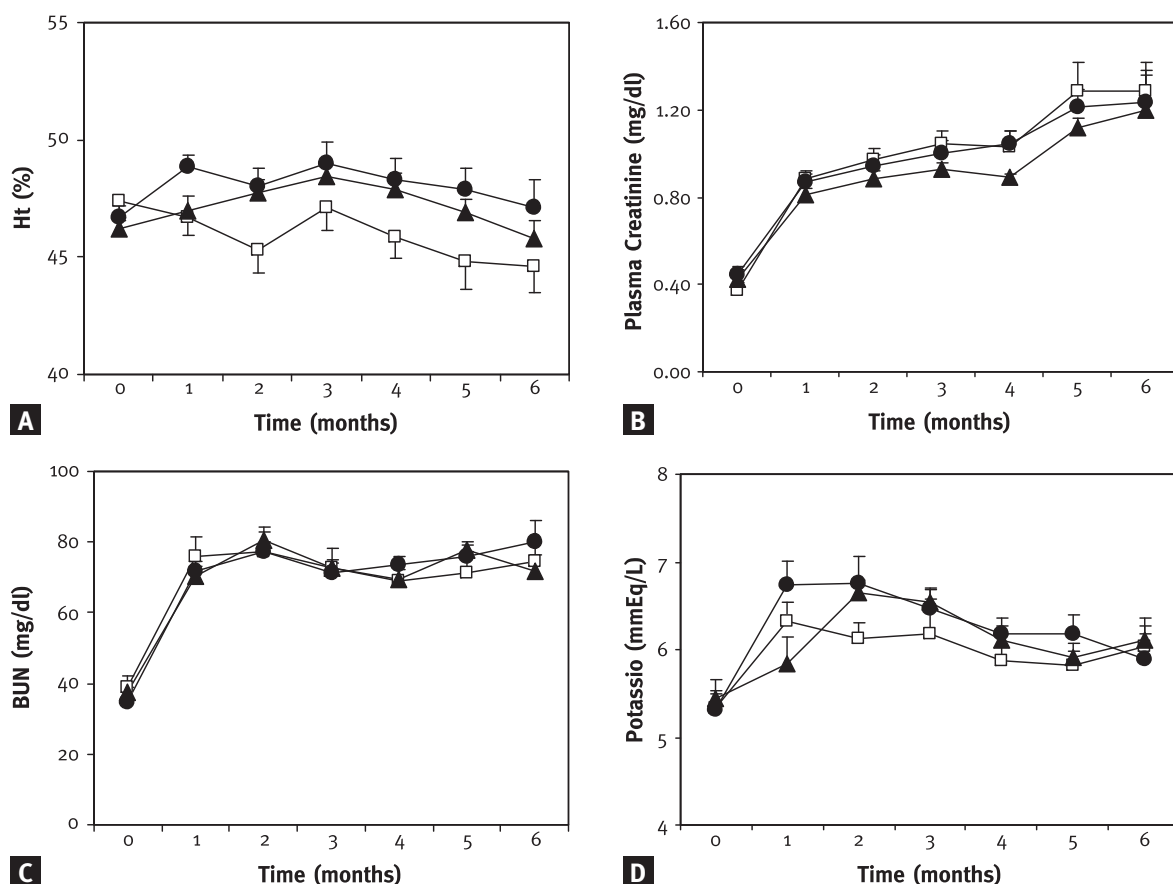 55
50
45
40
Ht (%)
0 1 2 3 4 5 6
Time (months)
A
1.60
1.20
0.80
0.40
0.00
Plasma Creatinine (mg/dl)
0 1 2 3 4 5 6
Time (months)
B
100
80
60
40
20
0
BUN (mg/dl)
0 1 2 3 4 5 6
Time (months)
C
8
7
6
5
4
Potassio (mmEq/L)
0 1 2 3 4 5 6
Time (months)
D